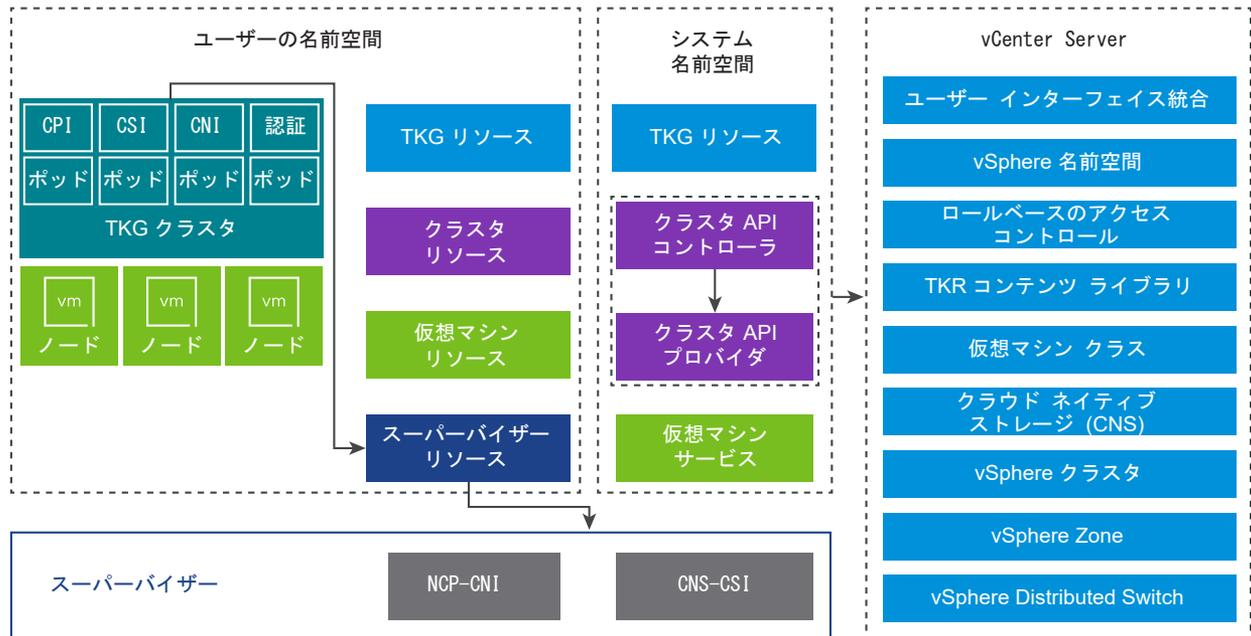 ユーザーの名前空間
CPI
CSI
CNI
認証
ポッド
ポッド
ポッド
ポッド
TKG クラスタ
vm
ノード
vm
ノード
vm
ノード
TKG リソース
クラスタ
リソース
仮想マシン
リソース
スーパーバイザー
リソース
システム
名前空間
TKG リソース
クラスタ API
コントローラ
クラスタ API
プロバイダ
仮想マシン
サービス
vCenter Server
ユーザー インターフェイス統合
vSphere 名前空間
ロールベースのアクセス
コントロール
TKR コンテンツ ライブラリ
仮想マシン クラス
クラウド ネイティブ
ストレージ (CNS)
vSphere クラスタ
vSphere Zone
vSphere Distributed Switch
スーパーバイザー
NCP-CNI
CNS-CSI